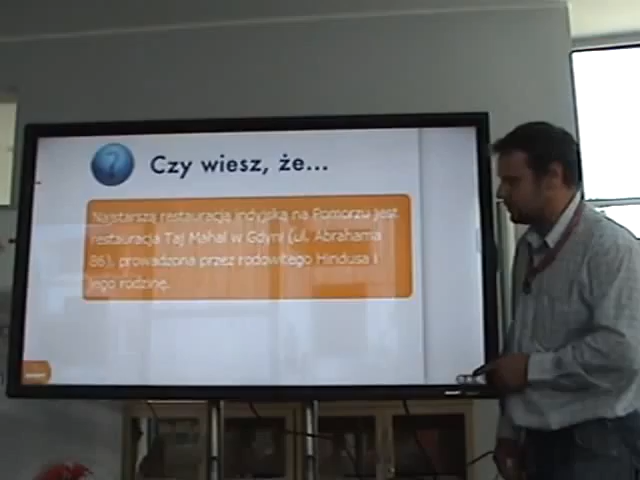 Czy wiesz, że...
Najstarszą restauracją indyjską na Pomorzu jest
restauracja Taj Mahal w Gdyni (ul. Abrahama
86), prowadzona przez rodowitego Hindusa i
jego rodzinę.